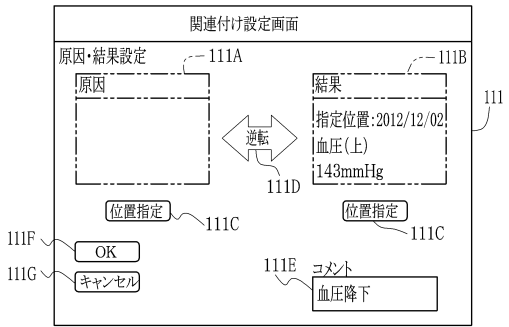 関連付け設定画面
原因・結果設定
111A
111B
原因
結果
111
指定位置:2012/12/02
血圧(上)
143mmHg
逆転
111D
位置指定
111C
位置指定
111C
111F
OK
111G
キャンセル
111E
コメント
血圧降下